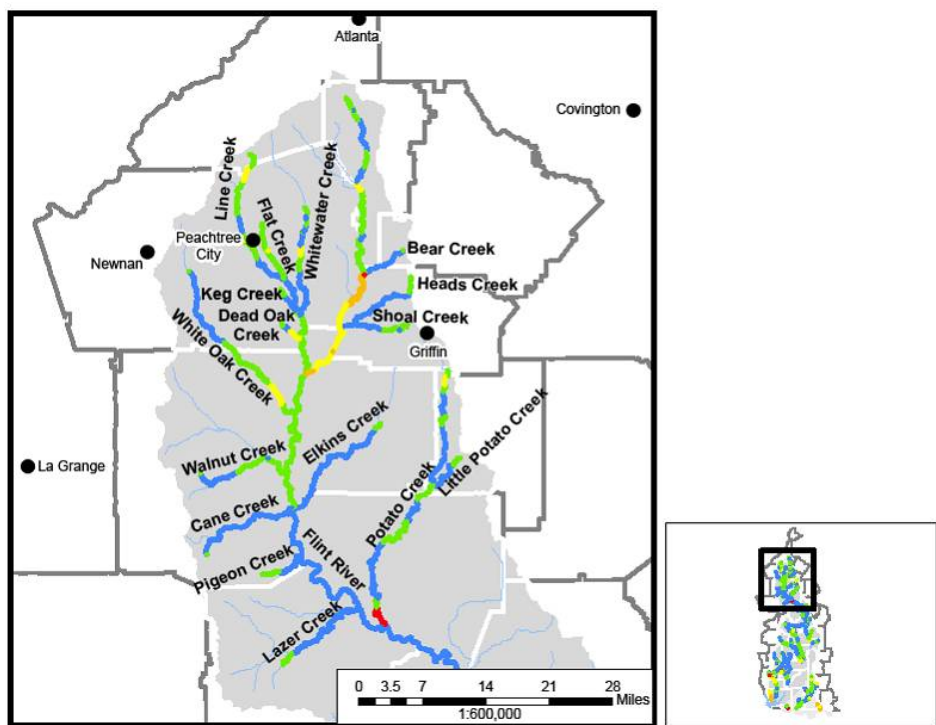 Atlanta
Covington
Line Creek
Flat Creek
Whitewater Creek
Peachtree
City
Newnan
Bear Creek
Keg Creek
Heads Creek
Dead Oak
Creek
Shoal Creek
Griffin
White Oak Creek
Elkins Creek
Walnut Creek
La Grange
Potato Creek
Little Potato Creek
Cane Creek
Flint River
Pigeon Creek
Lazer Creek
0 3.5 7 14 21 28
Miles
1:600,000